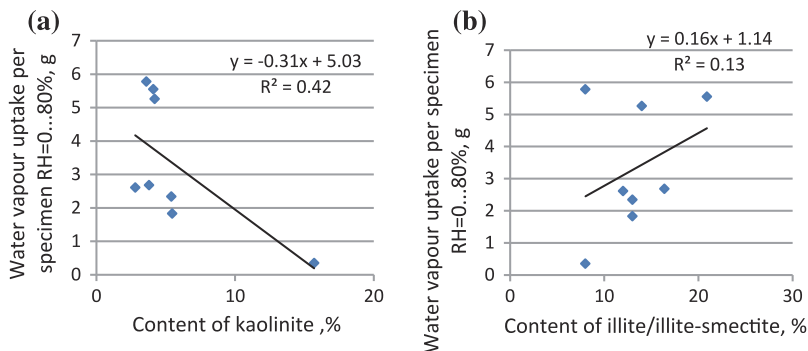 (a)
Water vapour uptake per
specimen RH=0...80%, g
7
6
5
4
3
2
1
0
y = -0.31x + 5.03
R² = 0.42
0 10 20
Content of kaolinite ,%
(b)
Water vapour uptake per specimen
RH=0...80%, g
7
6
5
4
3
2
1
0
y = 0.16x + 1.14
R² = 0.13
0 10 20 30
Content of illite/illite-smectite, %